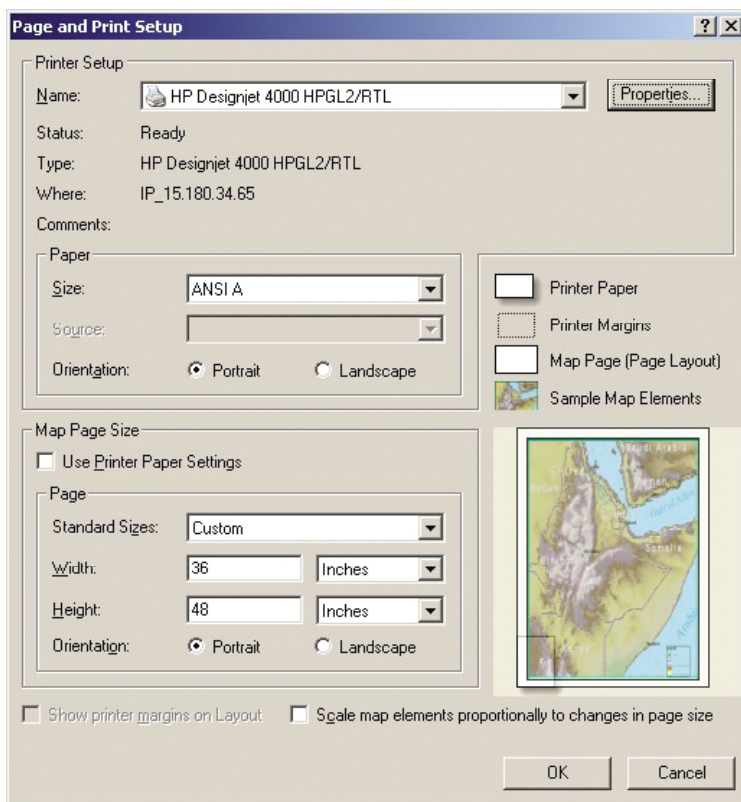 Page and Print Setup
Printer Setup
Name: HP Designjet 4000 HPGL2/RTL Properties...
Status: Ready
Type: HP Designjet 4000 HPGL2/RTL
Where: IP_15.180.34.65
Comments:
Paper
Size: ANSI A
Source:
Orientation: Portrait Landscape
Printer Paper
Printer Margins
Map Page (Page Layout)
Sample Map Elements
Map Page Size
Use Printer Paper Settings
Page
Standard Sizes: Custom
Width: 36 Inches
Height: 48 Inches
Orientation: Portrait Landscape
Saudi Arabia
Sudan
Somalia
Show printer margins on Layout Scale map elements proportionally to changes in page size
OK Cancel